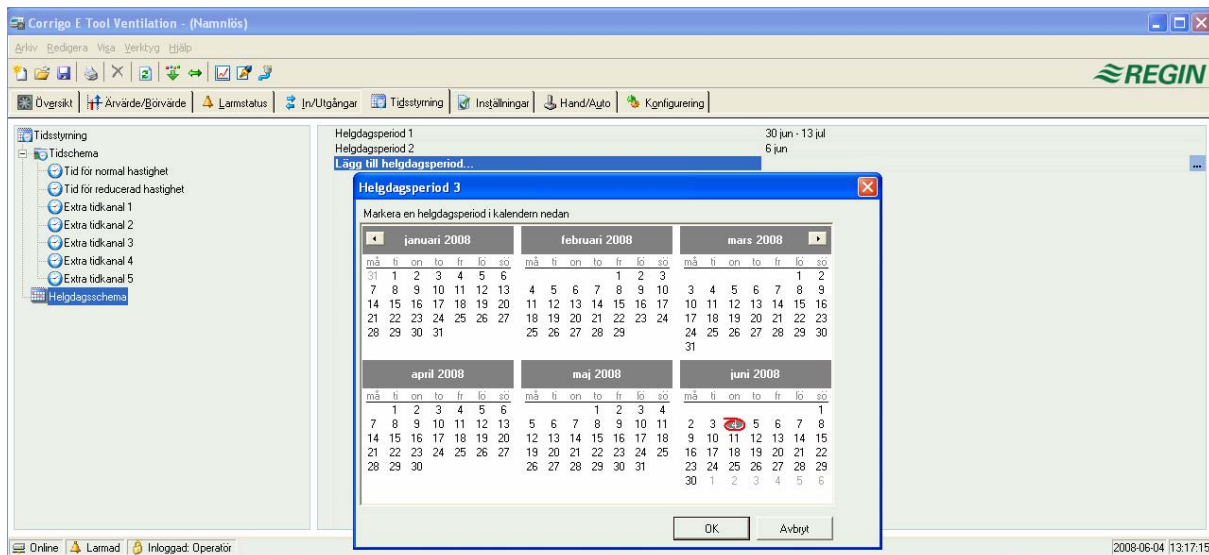 Corrigo E Tool Ventilation - (Namnlös)
Arkiv Redigera Visa Verktyg Hjälp
REGIN
Översikt Ärvärde/Börvärde Larmstatus In/Utgångar Tidsstyrning Inställningar Hand/Auto Konfigurering
Tidsstyrning
Tidschema
Tid för normal hastighet
Tid för reducerad hastighet
Extra tidkanal 1
Extra tidkanal 2
Extra tidkanal 3
Extra tidkanal 4
Extra tidkanal 5
Helgdagsschema
Helgdagsperiod 1 30 jun - 13 jul
Helgdagsperiod 2 6 jun
Lägg till helgdagsperiod... ...
Helgdagsperiod 3
Markera en helgdagsperiod i kalendern nedan
januari 2008 februari 2008 mars 2008
må ti on to fr lö sö må ti on to fr lö sö må ti on to fr lö sö
31 1 2 3 4 5 6 1 2 3 1 2
7 8 9 10 11 12 13 4 5 6 7 8 9 10 3 4 5 6 7 8 9
14 15 16 17 18 19 20 11 12 13 14 15 16 17 10 11 12 13 14 15 16
21 22 23 24 25 26 27 18 19 20 21 22 23 24 17 18 19 20 21 22 23
28 29 30 31 25 26 27 28 29 24 25 26 27 28 29 30
31
april 2008 maj 2008 juni 2008
må ti on to fr lö sö må ti on to fr lö sö må ti on to fr lö sö
1 2 3 4 5 6 1 2 3 4 1
7 8 9 10 11 12 13 5 6 7 8 9 10 11 2 3 4 5 6 7 8
14 15 16 17 18 19 20 12 13 14 15 16 17 18 9 10 11 12 13 14 15
21 22 23 24 25 26 27 19 20 21 22 23 24 25 16 17 18 19 20 21 22
28 29 30 26 27 28 29 30 31 23 24 25 26 27 28 29
30 1 2 3 4 5 6
OK Avbryt
Online Larmad Inloggad: Operatör 2008-06-04 13:17:15